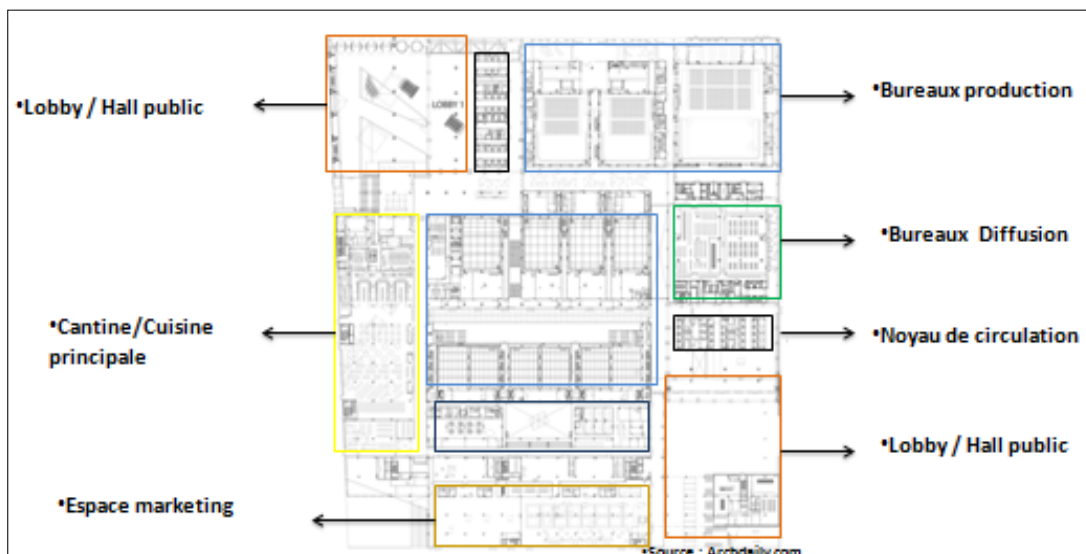 •Lobby / Hall public
LOBBY 1
•Bureaux production
•Bureaux  Diffusion
•Cantine/Cuisine
principale
•Noyau de circulation
•Lobby / Hall public
•Espace marketing
•Source : Archdaily.com